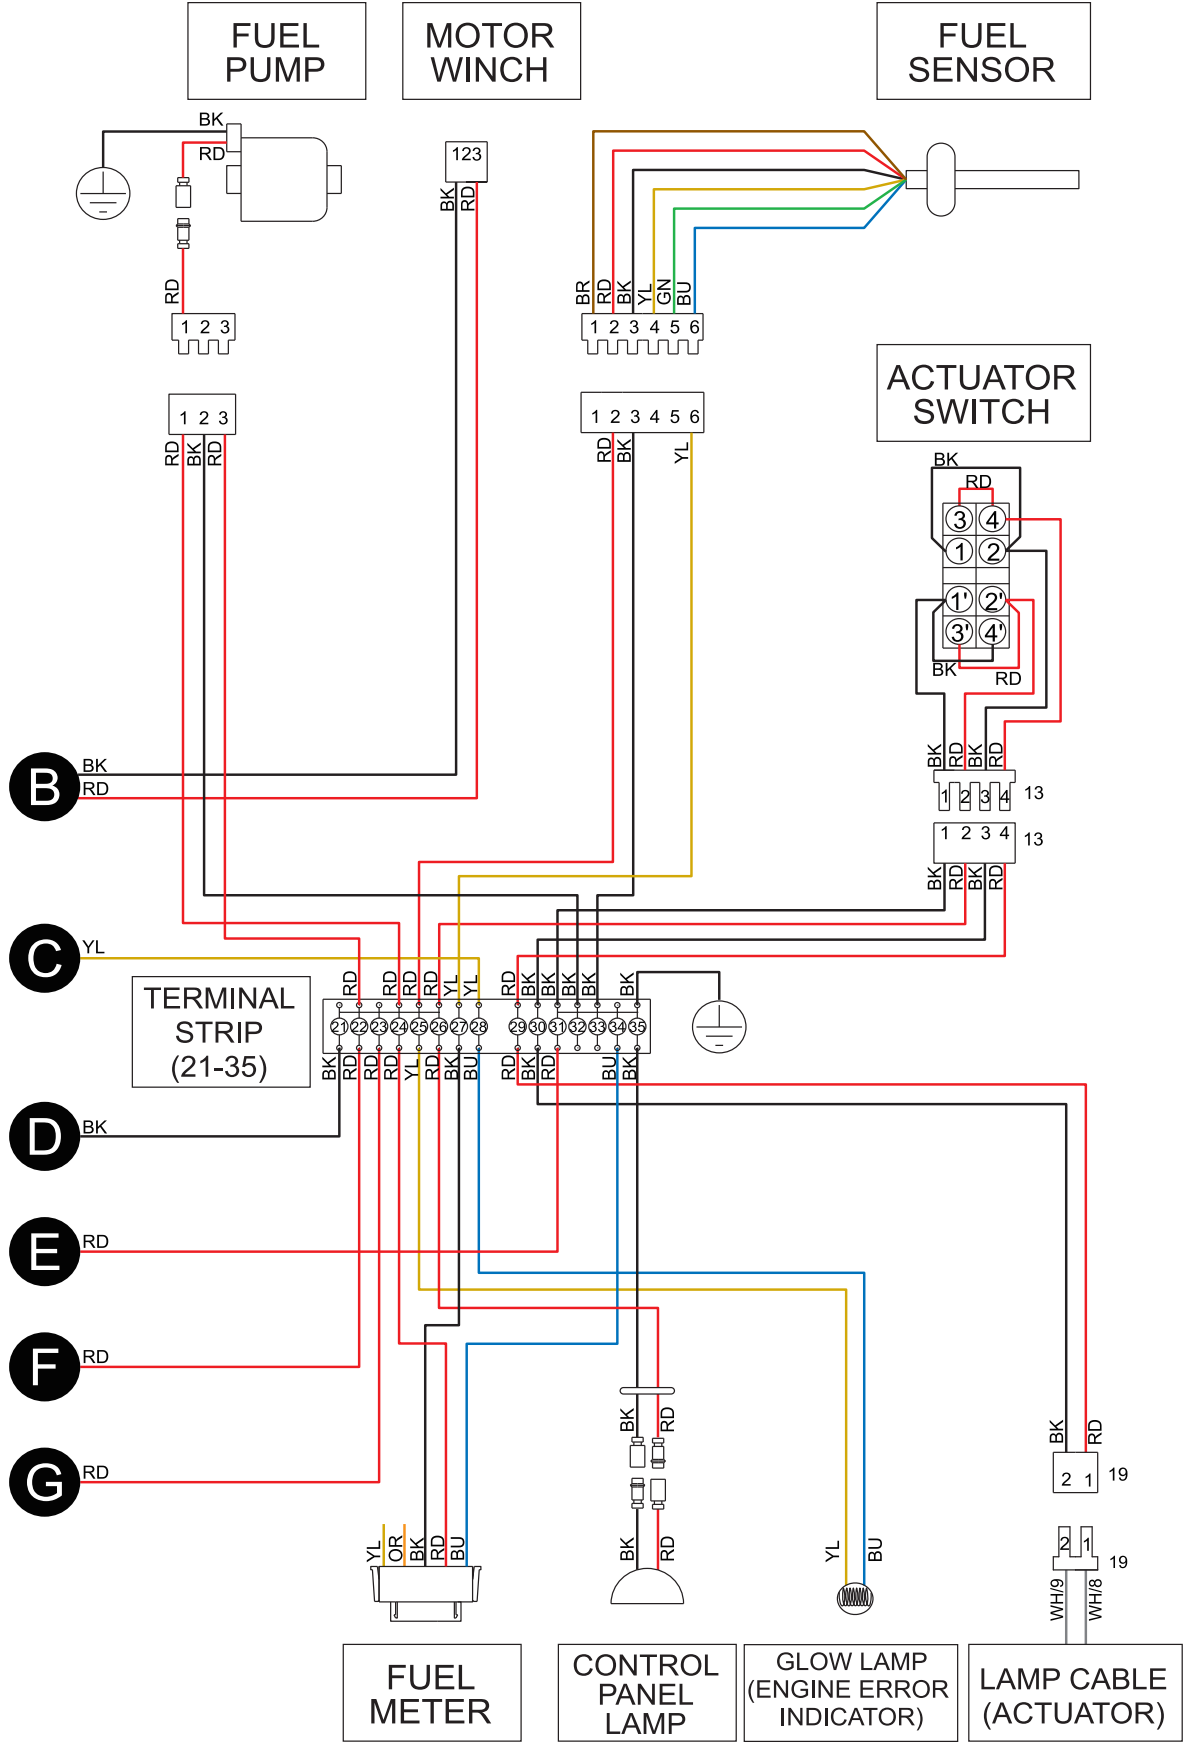 FUEL
PUMP
MOTOR
WINCH
FUEL
SENSOR
BK
RD
123
BK
RD
RD
BR
RD
BK
YL
GN
BU
1 2 3
1 2 3 4 5 6
ACTUATOR
SWITCH
1 2 3
1 2 3 4 5 6
RD
BK
RD
RD
BK
YL
BK
RD
3 4
1 2
1' 2'
3' 4'
BK
RD
BK
RD
BK
RD
B
BK
RD
1 2 3 4
13
1 2 3 4
13
BK
RD
BK
RD
C
YL
RD
RD
RD
RD
YL
YL
RD
BK
BK
BK
BK
BK
TERMINAL
STRIP
(21-35)
21 22 23 24 25 26 27 28 29 30 31 32 33 34 35
BK
RD
RD
RD
YL
RD
BK
BU
RD
BK
RD
BU
BK
D
BK
E
RD
F
RD
G
RD
BK
RD
BK
RD
2 1
19
YL
OR
BK
RD
BU
BK
RD
YL
BU
2 1
19
WH/9
WH/8
FUEL
METER
CONTROL
PANEL
LAMP
GLOW LAMP
(ENGINE ERROR
INDICATOR)
LAMP CABLE
(ACTUATOR)